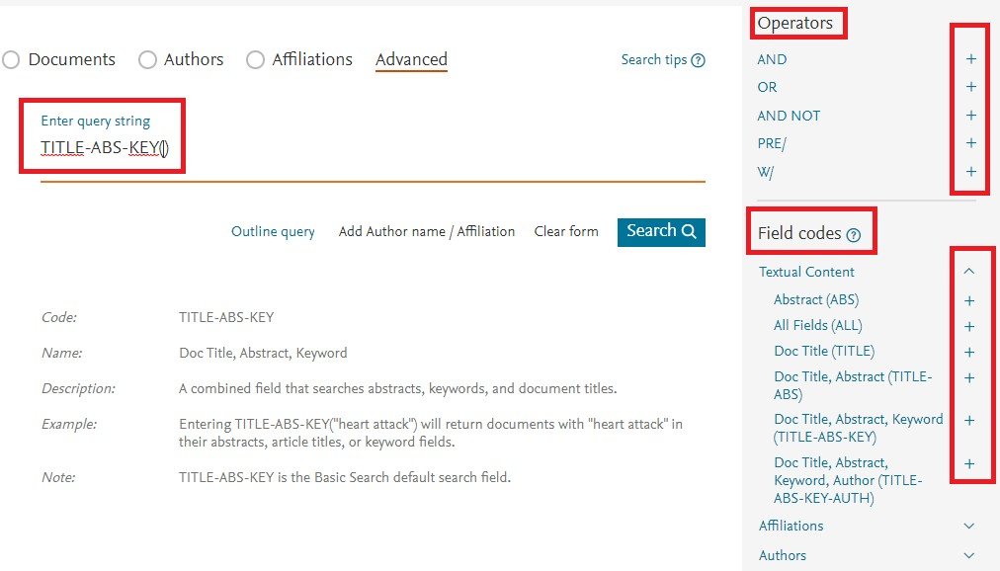 Documents Authors Affiliations Advanced Search tips ?
Enter query string
TITLE-ABS-KEY()
Outline query Add Author name / Affiliation Clear form Search
Code: TITLE-ABS-KEY
Name: Doc Title, Abstract, Keyword
Description: A combined field that searches abstracts, keywords, and document titles.
Example: Entering TITLE-ABS-KEY("heart attack") will return documents with "heart attack" in
their abstracts, article titles, or keyword fields.
Note: TITLE-ABS-KEY is the Basic Search default search field.
Operators
AND +
OR +
AND NOT +
PRE/ +
W/ +
Field codes ?
Textual Content
Abstract (ABS) +
All Fields (ALL) +
Doc Title (TITLE) +
Doc Title, Abstract (TITLE- +
ABS)
Doc Title, Abstract, Keyword +
(TITLE-ABS-KEY)
Doc Title, Abstract, +
Keyword, Author (TITLE-
ABS-KEY-AUTH)
Affiliations
Authors